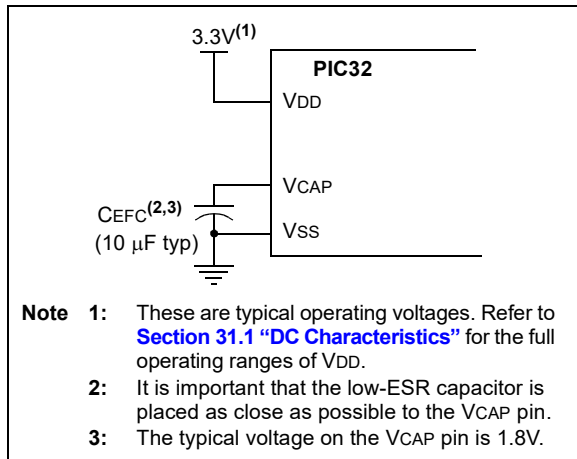 3.3V(1)
PIC32
VDD
VCAP
CEFC(2,3)
(10 μF typ)
VSS
Note 1: These are typical operating voltages. Refer to
Section 31.1 “DC Characteristics” for the full
operating ranges of VDD.
2: It is important that the low-ESR capacitor is
placed as close as possible to the VCAP pin.
3: The typical voltage on the VCAP pin is 1.8V.